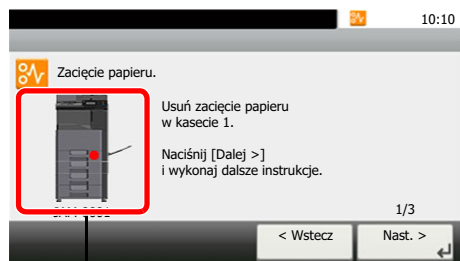 10:10
Zacięcie papieru.
Usuń zacięcie papieru
w kasecie 1.
Naciśnij [Dalej >]
i wykonaj dalsze instrukcje.
1/3
< Wstecz
Nast. >